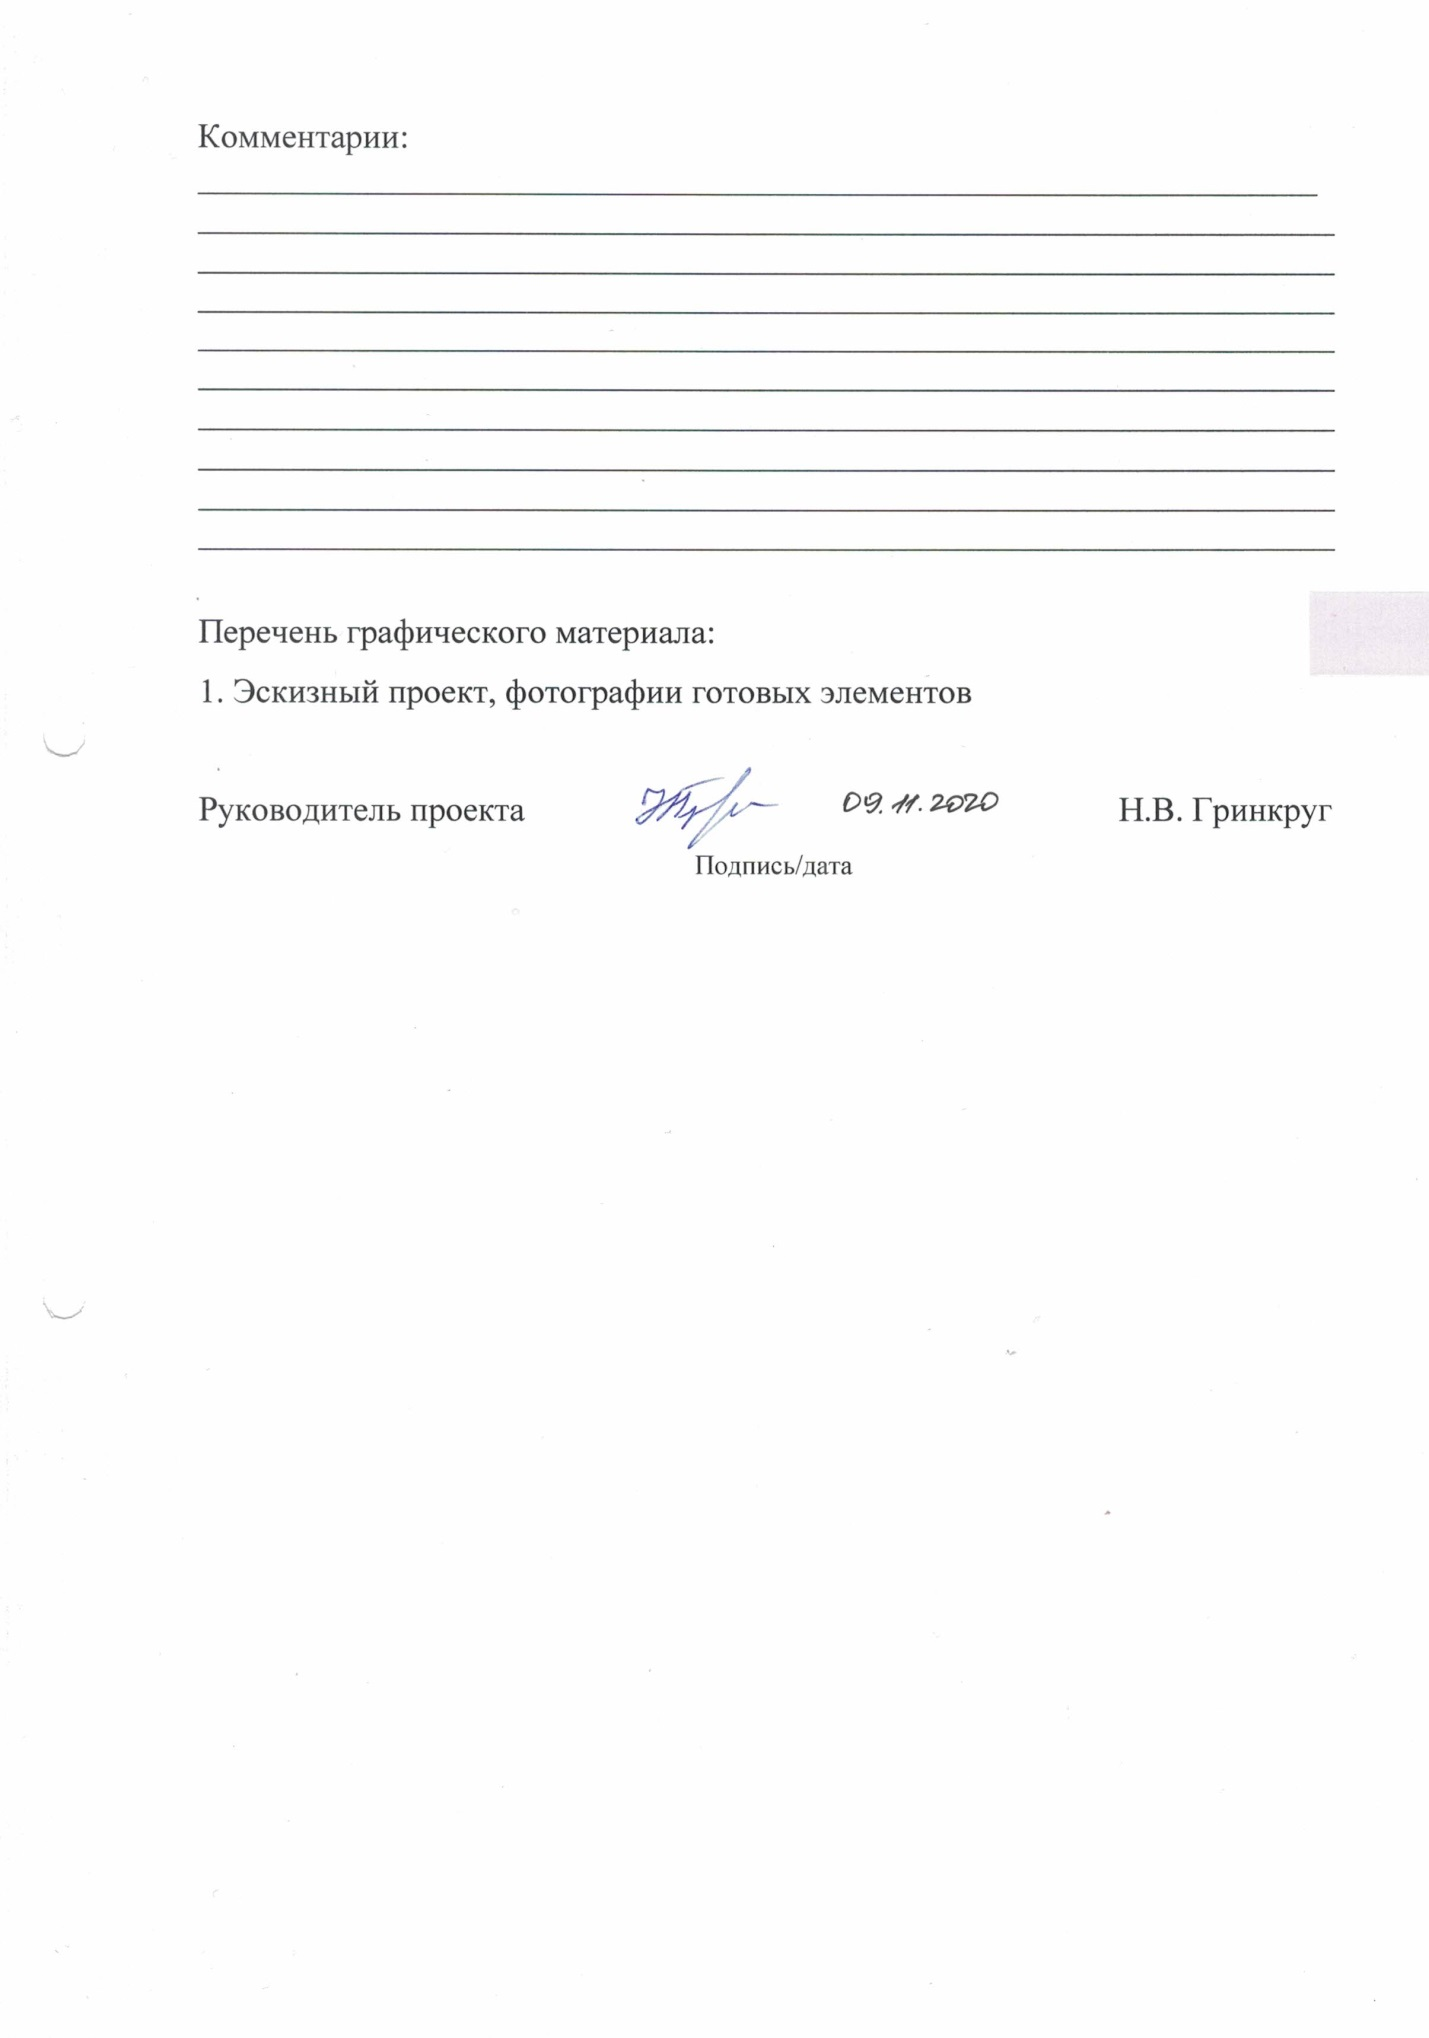 Комментарии:
Перечень графического материала:
1. Эскизный проект, фотографии готовых элементов
Руководитель проекта 09.11.2020 Н.В. Гринкруг
Подпись/дата